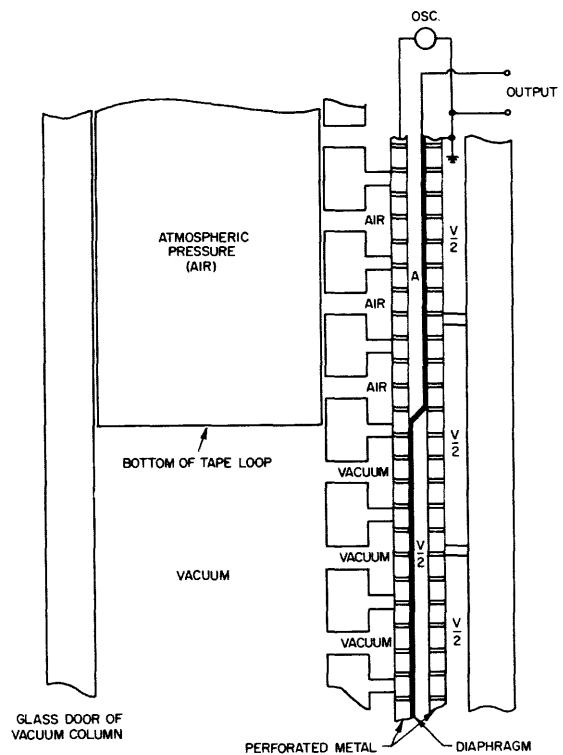 OSC.
OUTPUT
ATMOSPHERIC
PRESSURE
(AIR)
AIR
V/2
A
AIR
AIR
BOTTOM OF TAPE LOOP
V/2
VACUUM
VACUUM
V/2
VACUUM
VACUUM
V/2
GLASS DOOR OF
VACUUM COLUMN
PERFORATED METAL
DIAPHRAGM